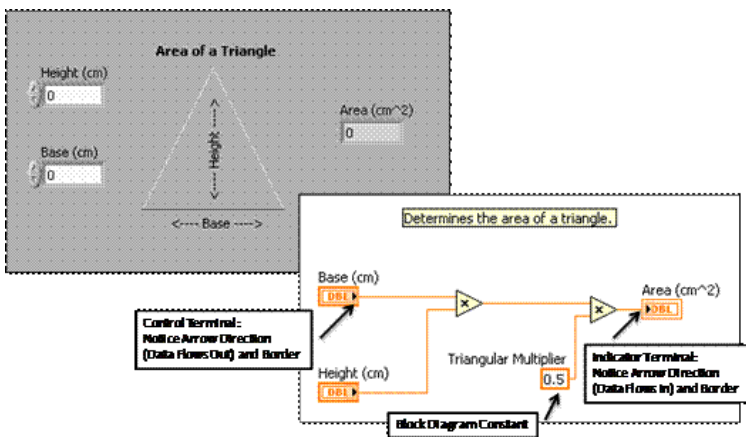 Area of a Triangle
Height (cm)
0
Base (cm)
0
<---- Height ---->
<---- Base ---->
Area (cm^2)
0
Determines the area of a triangle.
Base (cm)
DBL
×
×
Area (cm^2)
DBL
Control Terminal:
Notice Arrow Direction
(Data Flows Out) and Border
Height (cm)
DBL
Triangular Multiplier
0.5
Indicator Terminal:
Notice Arrow Direction
(Data Flows In) and Border
Block Diagram Constant